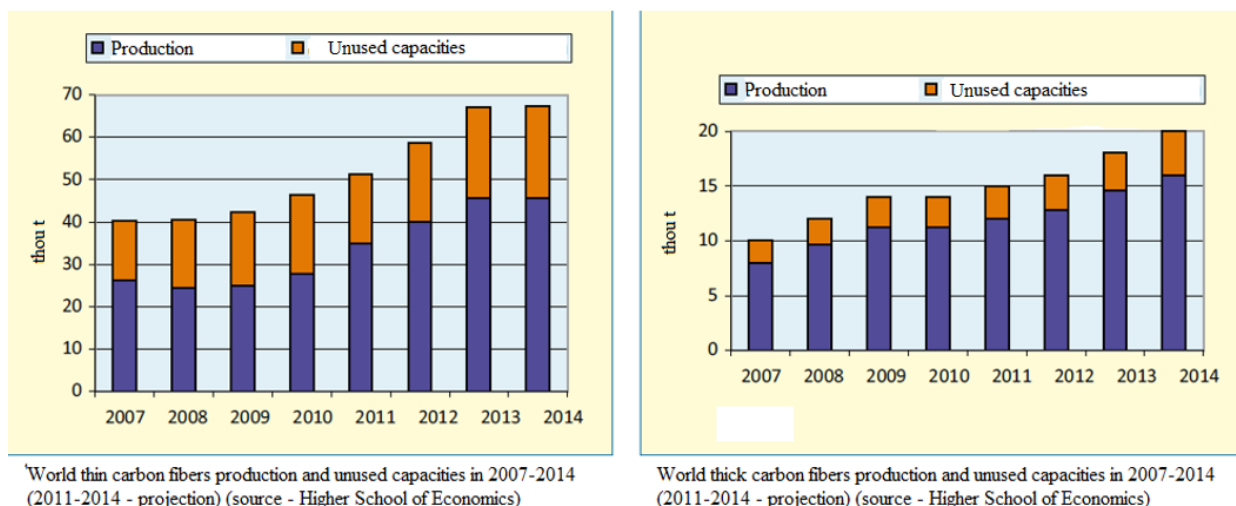 Production Unused capacities
70
60
50
40
30
20
10
0
thou t
2007 2008 2009 2010 2011 2012 2013 2014
World thin carbon fibers production and unused capacities in 2007-2014
(2011-2014 - projection) (source - Higher School of Economics)
Production Unused capacities
20
15
10
5
0
thou t
2007 2008 2009 2010 2011 2012 2013 2014
World thick carbon fibers production and unused capacities in 2007-2014
(2011-2014 - projection) (source - Higher School of Economics)